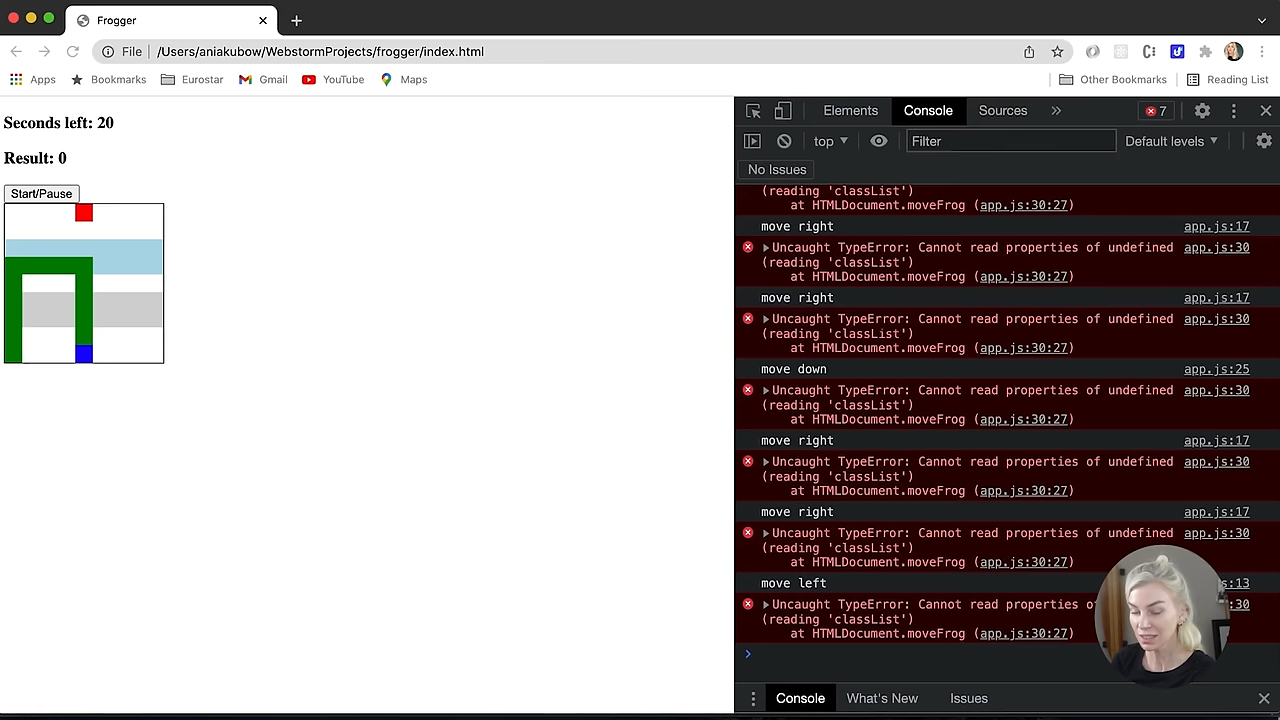 Frogger
File
/Users/aniakubow/WebstormProjects/frogger/index.html
Apps
Bookmarks
Eurostar
Gmail
YouTube
Maps
Other Bookmarks
Reading List
Seconds left: 20
Result: 0
Start/Pause
Elements
Console
Sources
7
top
Filter
Default levels
No Issues
(reading 'classList')
at HTMLDocument.moveFrog (app.js:30:27)
move right app.js:17
Uncaught TypeError: Cannot read properties of undefined app.js:30
(reading 'classList')
at HTMLDocument.moveFrog (app.js:30:27)
move right app.js:17
Uncaught TypeError: Cannot read properties of undefined app.js:30
(reading 'classList')
at HTMLDocument.moveFrog (app.js:30:27)
move down app.js:25
Uncaught TypeError: Cannot read properties of undefined app.js:30
(reading 'classList')
at HTMLDocument.moveFrog (app.js:30:27)
move right app.js:17
Uncaught TypeError: Cannot read properties of undefined app.js:30
(reading 'classList')
at HTMLDocument.moveFrog (app.js:30:27)
move right app.js:17
Uncaught TypeError: Cannot read properties of undefined app.js:30
(reading 'classList')
at HTMLDocument.moveFrog (app.js:30:27)
move left s:13
Uncaught TypeError: Cannot read properties o :30
(reading 'classList')
at HTMLDocument.moveFrog (app.js:30:27)
Console
What's New
Issues